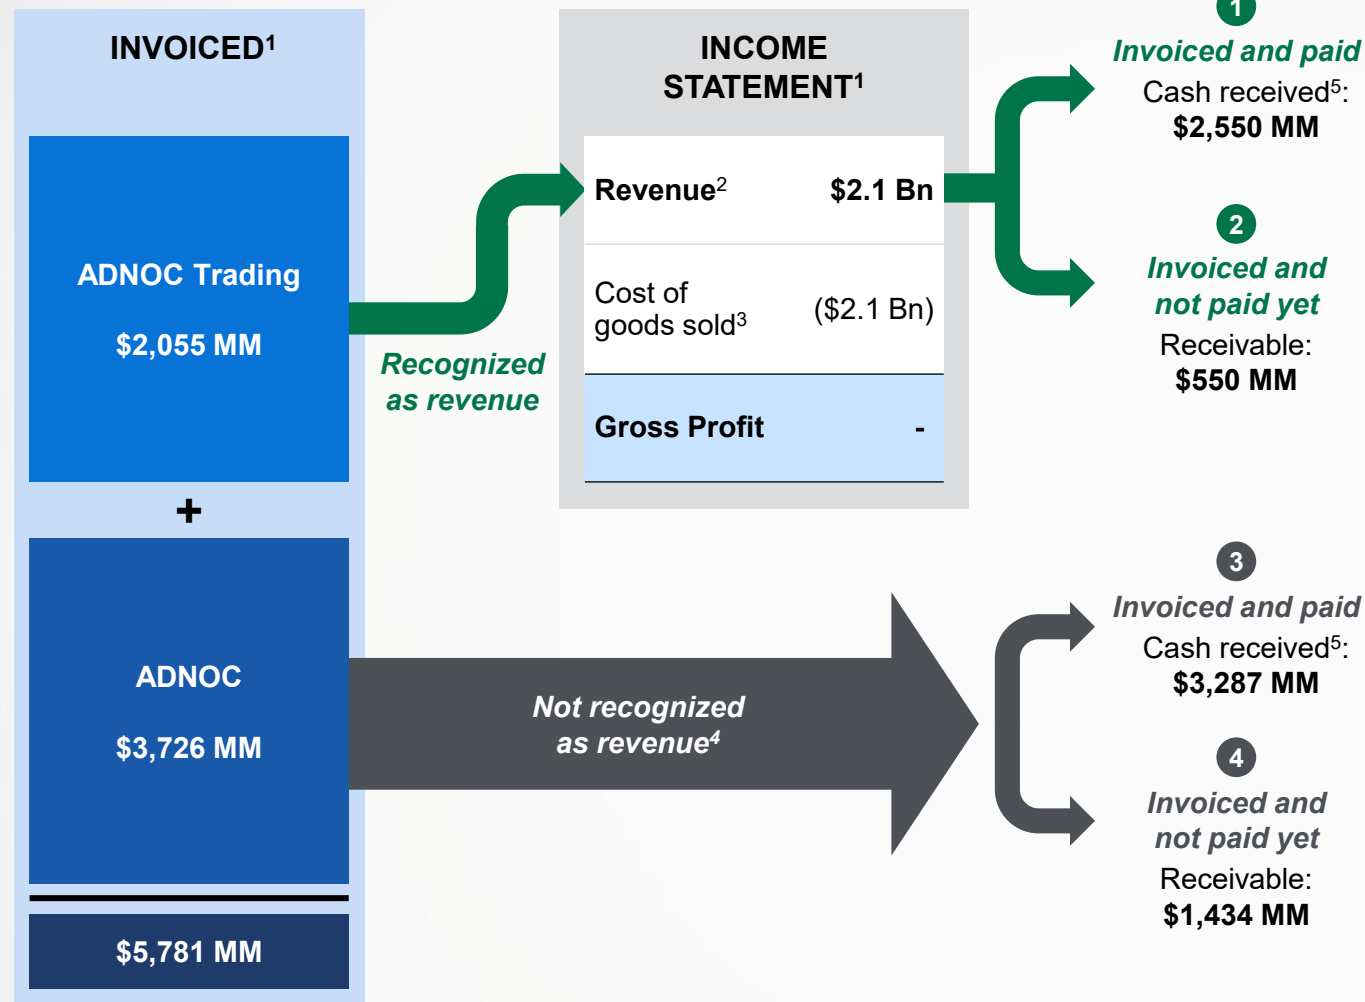 INVOICED¹
ADNOC Trading
$2,055 MM
+
ADNOC
$3,726 MM
$5,781 MM
Recognized
as revenue
INCOME
STATEMENT¹
Revenue² $2.1 Bn
Cost of
goods sold³ ($2.1 Bn)
Gross Profit -
Not recognized
as revenue⁴
1
Invoiced and paid
Cash received⁵:
$2,550 MM
2
Invoiced and
not paid yet
Receivable:
$550 MM
3
Invoiced and paid
Cash received⁵:
$3,287 MM
4
Invoiced and
not paid yet
Receivable:
$1,434 MM